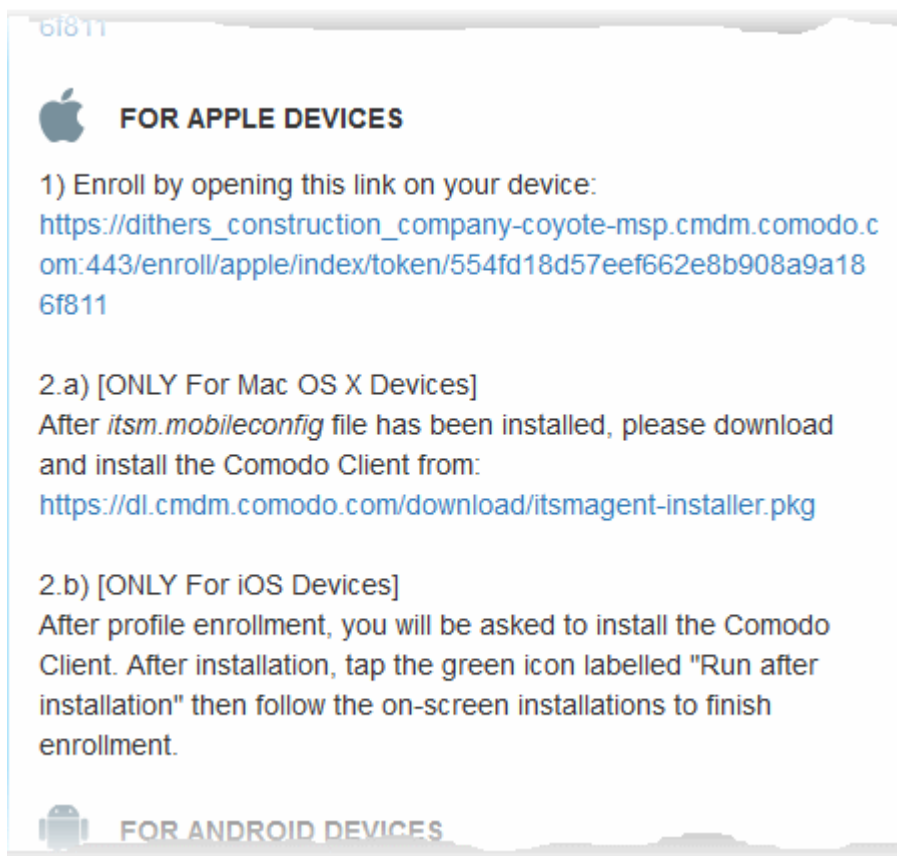 6f811
FOR APPLE DEVICES
1) Enroll by opening this link on your device:
https://dithers_construction_company-coyote-msp.cmdm.comodo.c
om:443/enroll/apple/index/token/554fd18d57eef662e8b908a9a18
6f811
2.a) [ONLY For Mac OS X Devices]
After itsm.mobileconfig file has been installed, please download
and install the Comodo Client from:
https://dl.cmdm.comodo.com/download/itsmagent-installer.pkg
2.b) [ONLY For iOS Devices]
After profile enrollment, you will be asked to install the Comodo
Client. After installation, tap the green icon labelled "Run after
installation" then follow the on-screen installations to finish
enrollment.
FOR ANDROID DEVICES